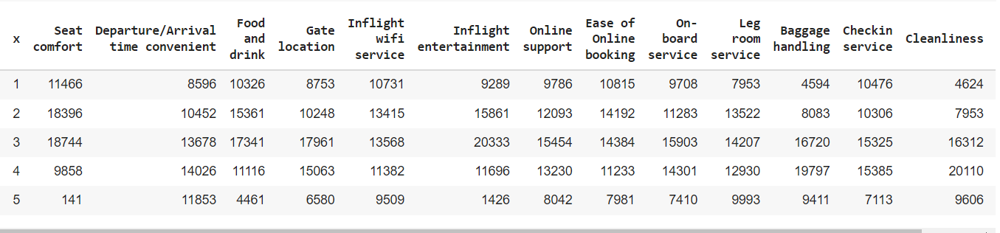 x Seat comfort Departure/Arrival time convenient Food and drink Gate location Inflight wifi service Inflight entertainment Online support Ease of Online booking On-board service Leg room service Baggage handling Checkin service Cleanliness
1 11466 8596 10326 8753 10731 9289 9786 10815 9708 7953 4594 10476 4624
2 18396 10452 15361 10248 13415 15861 12093 14192 11283 13522 8083 10306 7953
3 18744 13678 17341 17961 13568 20333 15454 14384 15903 14207 16720 15325 16312
4 9858 14026 11116 15063 11382 11696 13230 11233 14301 12930 19797 15385 20110
5 141 11853 4461 6580 9509 1426 8042 7981 7410 9993 9411 7113 9606